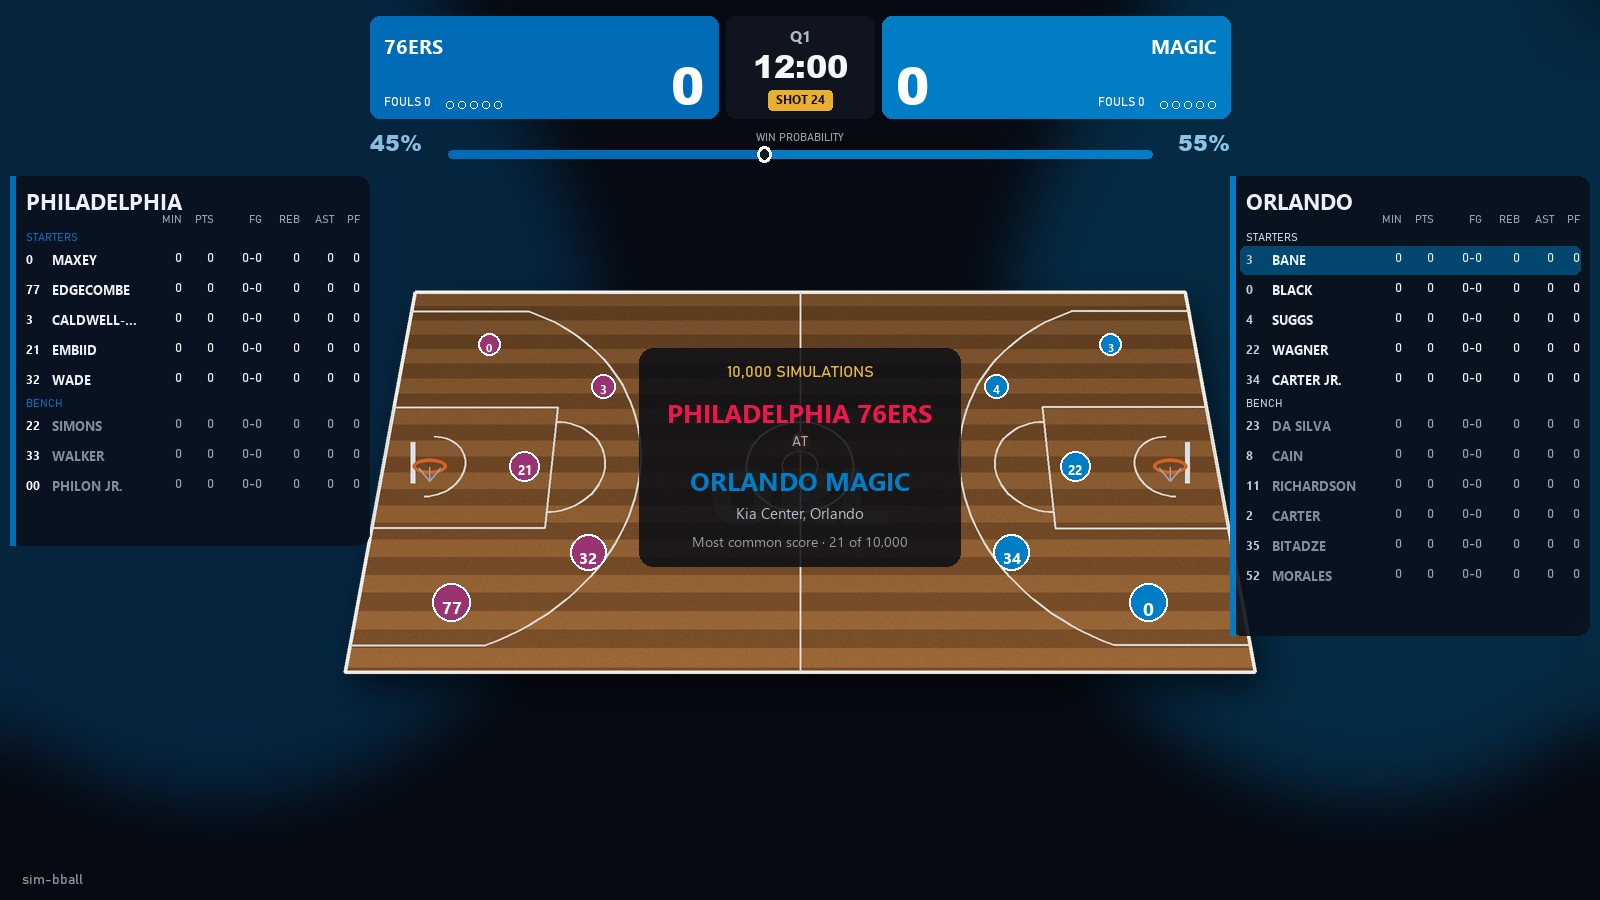 76ERS
0
FOULS 0
Q1
12:00
SHOT 24
MAGIC
0
FOULS 0
45%
WIN PROBABILITY
55%
PHILADELPHIA
MIN PTS FG REB AST PF
STARTERS
0 MAXEY 0 0 0-0 0 0 0
77 EDGECOMBE 0 0 0-0 0 0 0
3 CALDWELL-... 0 0 0-0 0 0 0
21 EMBIID 0 0 0-0 0 0 0
32 WADE 0 0 0-0 0 0 0
BENCH
22 SIMONS 0 0 0-0 0 0 0
33 WALKER 0 0 0-0 0 0 0
00 PHILON JR. 0 0 0-0 0 0 0
ORLANDO
MIN PTS FG REB AST PF
STARTERS
3 BANE 0 0 0-0 0 0 0
0 BLACK 0 0 0-0 0 0 0
4 SUGGS 0 0 0-0 0 0 0
22 WAGNER 0 0 0-0 0 0 0
34 CARTER JR. 0 0 0-0 0 0 0
BENCH
23 DA SILVA 0 0 0-0 0 0 0
8 CAIN 0 0 0-0 0 0 0
11 RICHARDSON 0 0 0-0 0 0 0
2 CARTER 0 0 0-0 0 0 0
35 BITADZE 0 0 0-0 0 0 0
52 MORALES 0 0 0-0 0 0 0
0
3
21
32
77
10,000 SIMULATIONS
PHILADELPHIA 76ERS
AT
ORLANDO MAGIC
Kia Center, Orlando
Most common score · 21 of 10,000
3
4
22
34
0
sim-bball